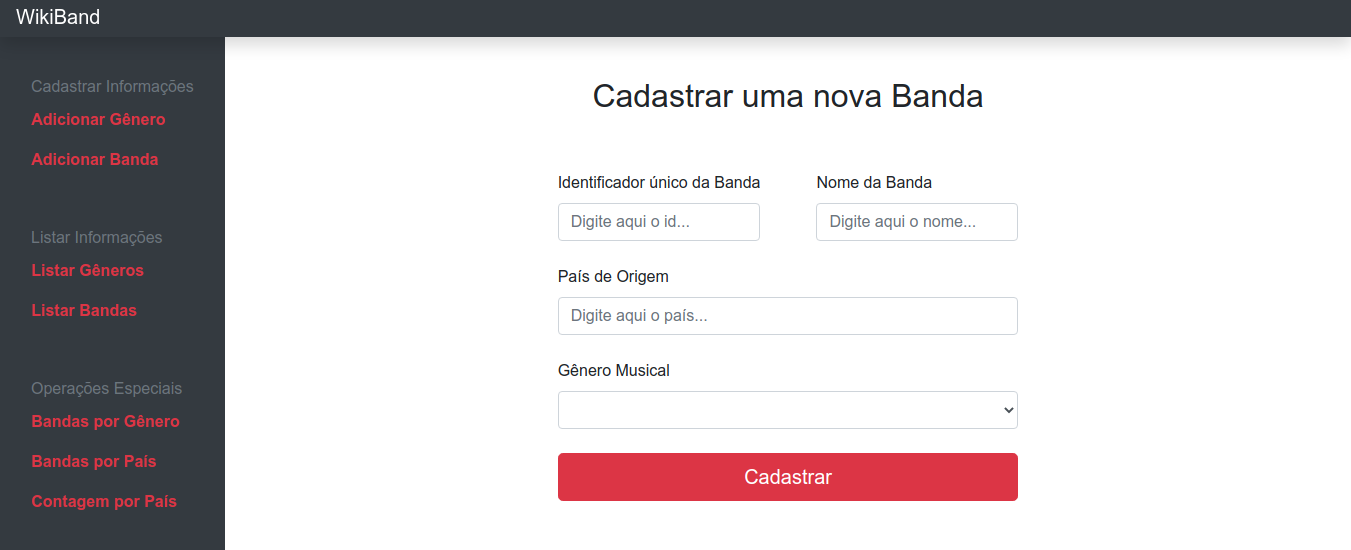 WikiBand
Cadastrar Informações
Adicionar Gênero
Adicionar Banda
Listar Informações
Listar Gêneros
Listar Bandas
Operações Especiais
Bandas por Gênero
Bandas por País
Contagem por País
Cadastrar uma nova Banda
Identificador único da Banda
Digite aqui o id...
Nome da Banda
Digite aqui o nome...
País de Origem
Digite aqui o país...
Gênero Musical
Cadastrar